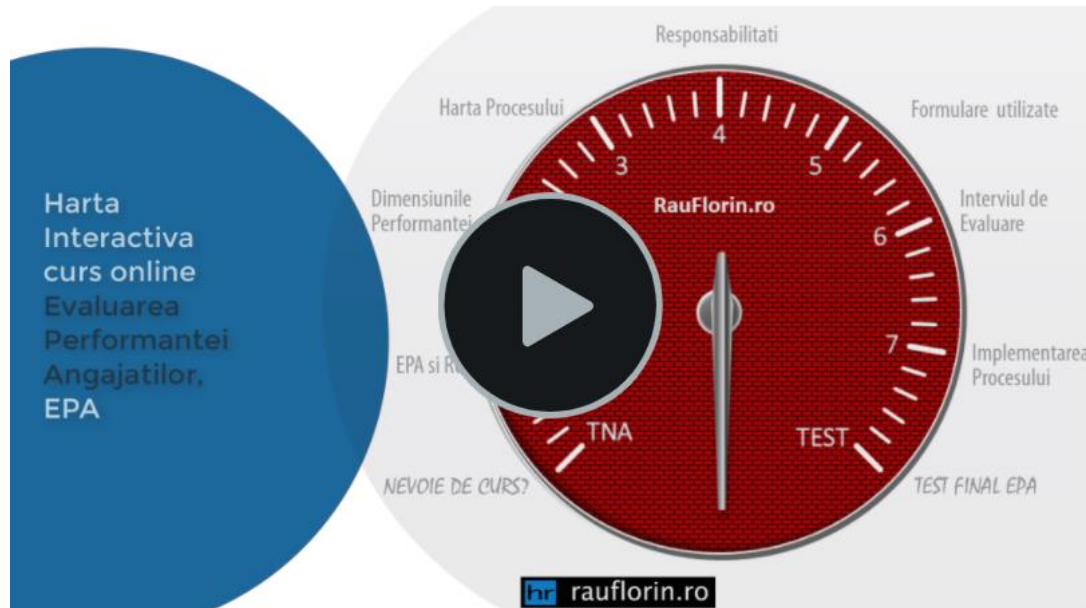 Harta
Interactiva
curs online
Evaluarea
Performantei
Angajatilor,
EPA
Responsabilitati
Harta Procesului
Formulare utilizate
Dimensiunile
Performantei
Interviul de
Evaluare
EPA si
Implementarea
Procesului
NEVOIE DE CURS?
TEST FINAL EPA
3
4
5
6
7
RauFlorin.ro
TNA
TEST
hr rauflorin.ro